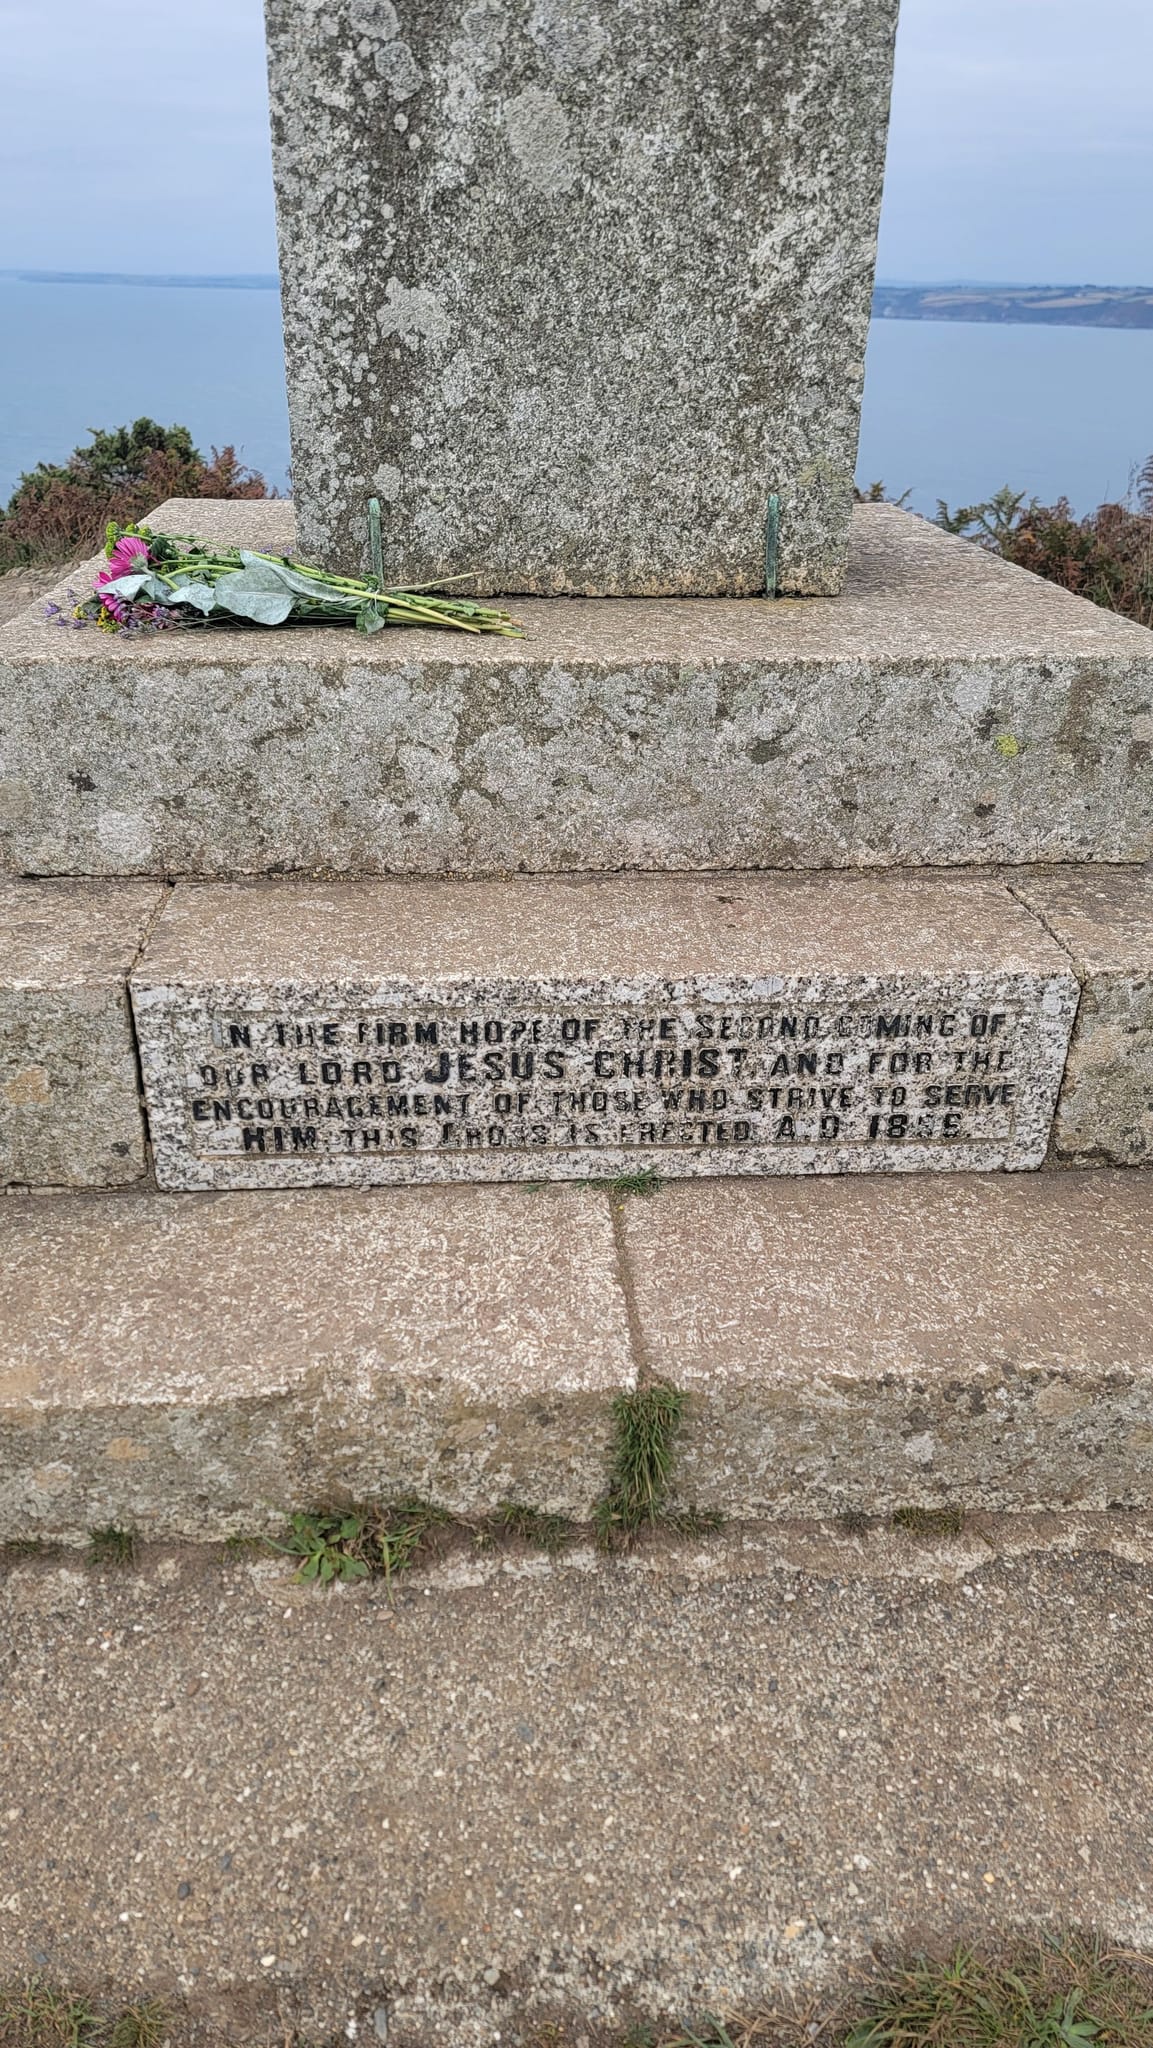 IN THE FIRM HOPE OF THE SECOND COMING OF
OUR LORD JESUS CHRIST AND FOR THE
ENCOURAGEMENT OF THOSE WHO STRIVE TO SERVE
HIM. THIS CROSS IS ERECTED. A.D. 1896.